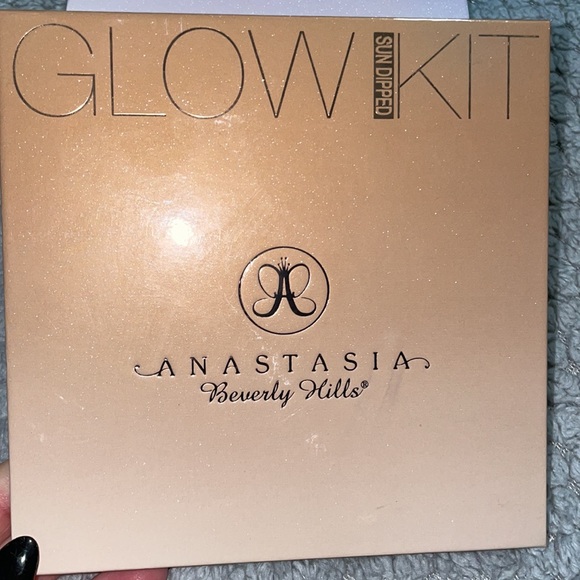 GLOW SUN DIPPED KIT
A
ANASTASIA
Beverly Hills®